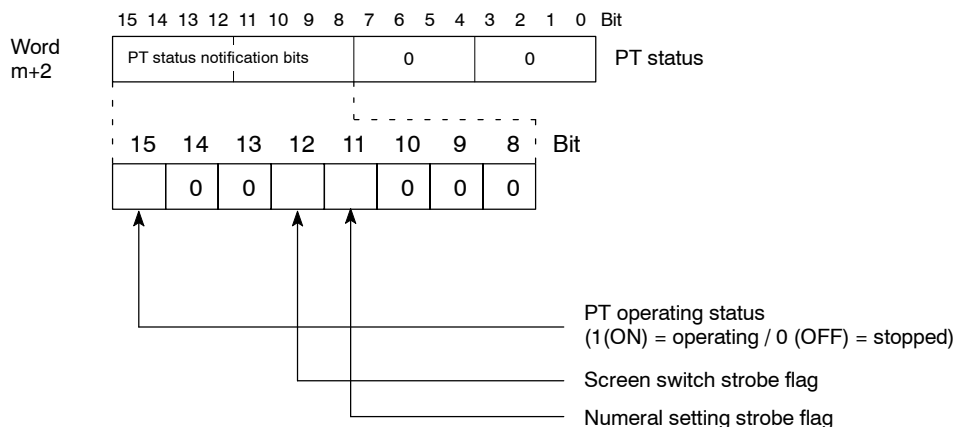 15 14 13 12 11 10 9 8 7 6 5 4 3 2 1 0 Bit
Word
m+2
PT status notification bits 0 0 PT status
15 14 13 12 11 10 9 8 Bit
0 0 0 0 0
PT operating status
(1(ON) = operating / 0 (OFF) = stopped)
Screen switch strobe flag
Numeral setting strobe flag